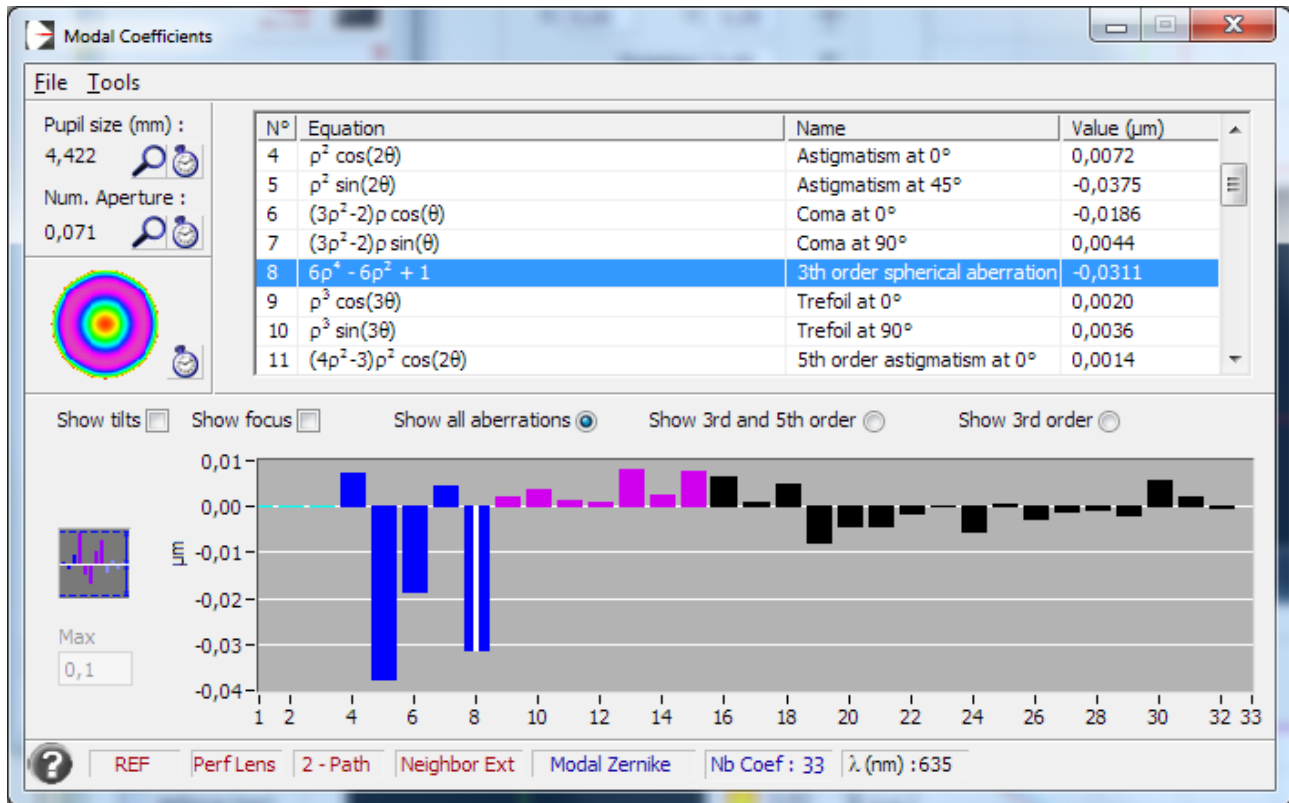 Modal Coefficients
File Tools
Pupil size (mm) :
4,422
Num. Aperture :
0,071
N° Equation Name Value (µm)
4 ρ² cos(2θ) Astigmatism at 0° 0,0072
5 ρ² sin(2θ) Astigmatism at 45° -0,0375
6 (3ρ²-2)ρ cos(θ) Coma at 0° -0,0186
7 (3ρ²-2)ρ sin(θ) Coma at 90° 0,0044
8 6ρ⁴ - 6ρ² + 1 3th order spherical aberration -0,0311
9 ρ³ cos(3θ) Trefoil at 0° 0,0020
10 ρ³ sin(3θ) Trefoil at 90° 0,0036
11 (4ρ²-3)ρ² cos(2θ) 5th order astigmatism at 0° 0,0014
Show tilts Show focus Show all aberrations Show 3rd and 5th order Show 3rd order
0,01
0,00
-0,01
-0,02
-0,03
-0,04
µm
Max
0,1
1 2 4 6 8 10 12 14 16 18 20 22 24 26 28 30 32 33
? REF Perf Lens 2 - Path Neighbor Ext Modal Zernike Nb Coef : 33 λ (nm) :635